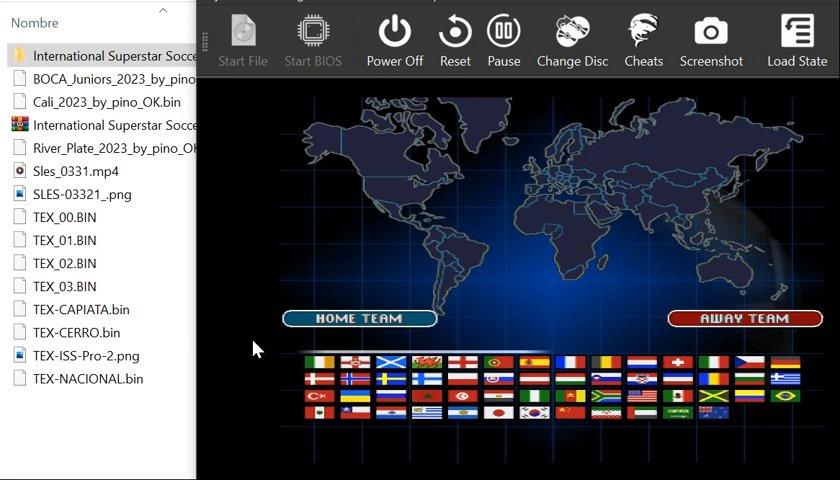 Nombre
International Superstar Socce
BOCA_Juniors_2023_by_pino
Cali_2023_by_pino_OK.bin
International Superstar Socce
River_Plate_2023_by_pino_OK
Sles_0331.mp4
SLES-03321_.png
TEX_00.BIN
TEX_01.BIN
TEX_02.BIN
TEX_03.BIN
TEX-CAPIATA.bin
TEX-CERRO.bin
TEX-ISS-Pro-2.png
TEX-NACIONAL.bin
Start File
Start BIOS
Power Off
Reset
Pause
Change Disc
Cheats
Screenshot
Load State
HOME TEAM
AWAY TEAM